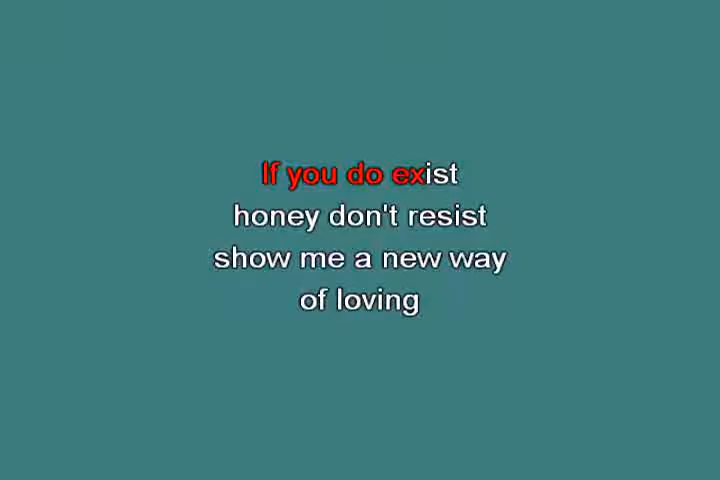 If you do exist
honey don't resist
show me a new way
of loving